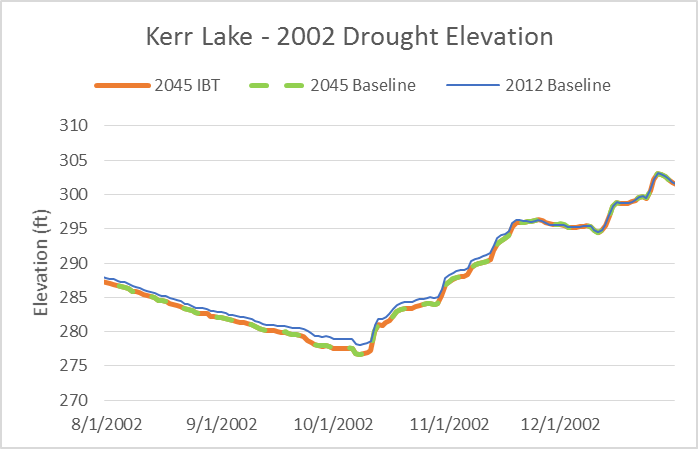 Kerr Lake - 2002 Drought Elevation
2045 IBT 2045 Baseline 2012 Baseline
Elevation (ft)
310
305
300
295
290
285
280
275
270
8/1/2002 9/1/2002 10/1/2002 11/1/2002 12/1/2002